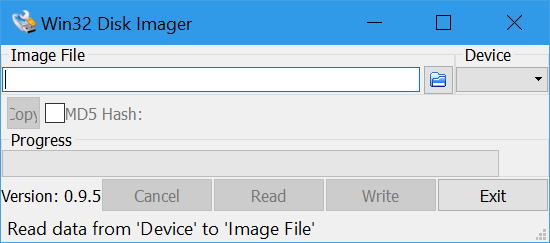 Win32 Disk Imager
Image File Device
Copy MD5 Hash:
Progress
Version: 0.9.5 Cancel Read Write Exit
Read data from 'Device' to 'Image File'